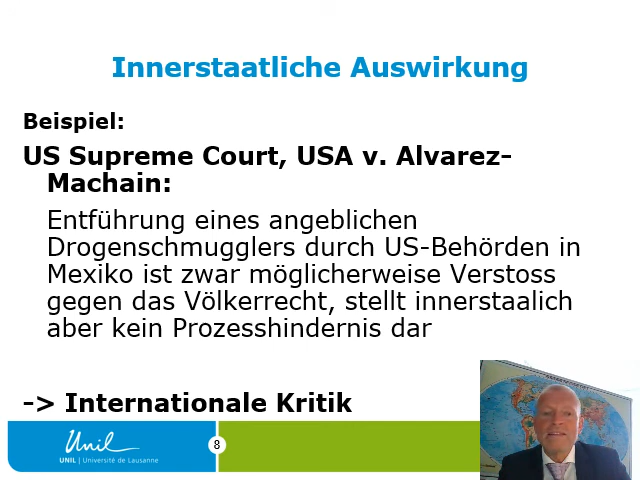 Innerstaatliche Auswirkung
Beispiel:
US Supreme Court, USA v. Alvarez-
Machain:
Entführung eines angeblichen
Drogenschmugglers durch US-Behörden in
Mexiko ist zwar möglicherweise Verstoss
gegen das Völkerrecht, stellt innerstaalich
aber kein Prozesshindernis dar
-> Internationale Kritik
Unil
UNIL | Université de Lausanne
8